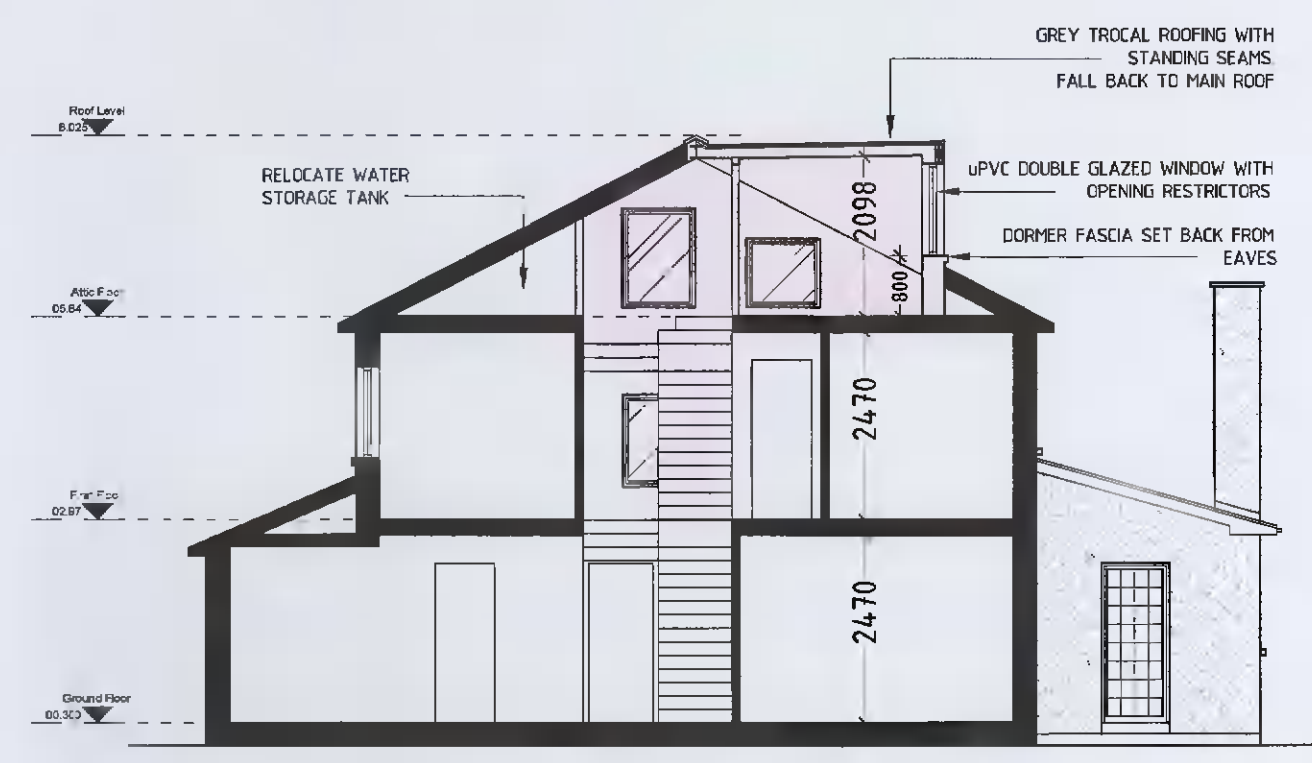 GREY TROCAL ROOFING WITH
STANDING SEAMS.
FALL BACK TO MAIN ROOF
Roof Level
8.025
RELOCATE WATER
STORAGE TANK
uPVC DOUBLE GLAZED WINDOW WITH
OPENING RESTRICTORS
2098
DORMER FASCIA SET BACK FROM
EAVES
800
Attic Floor
05.64
2470
First Floor
02.97
2470
Ground Floor
00.300